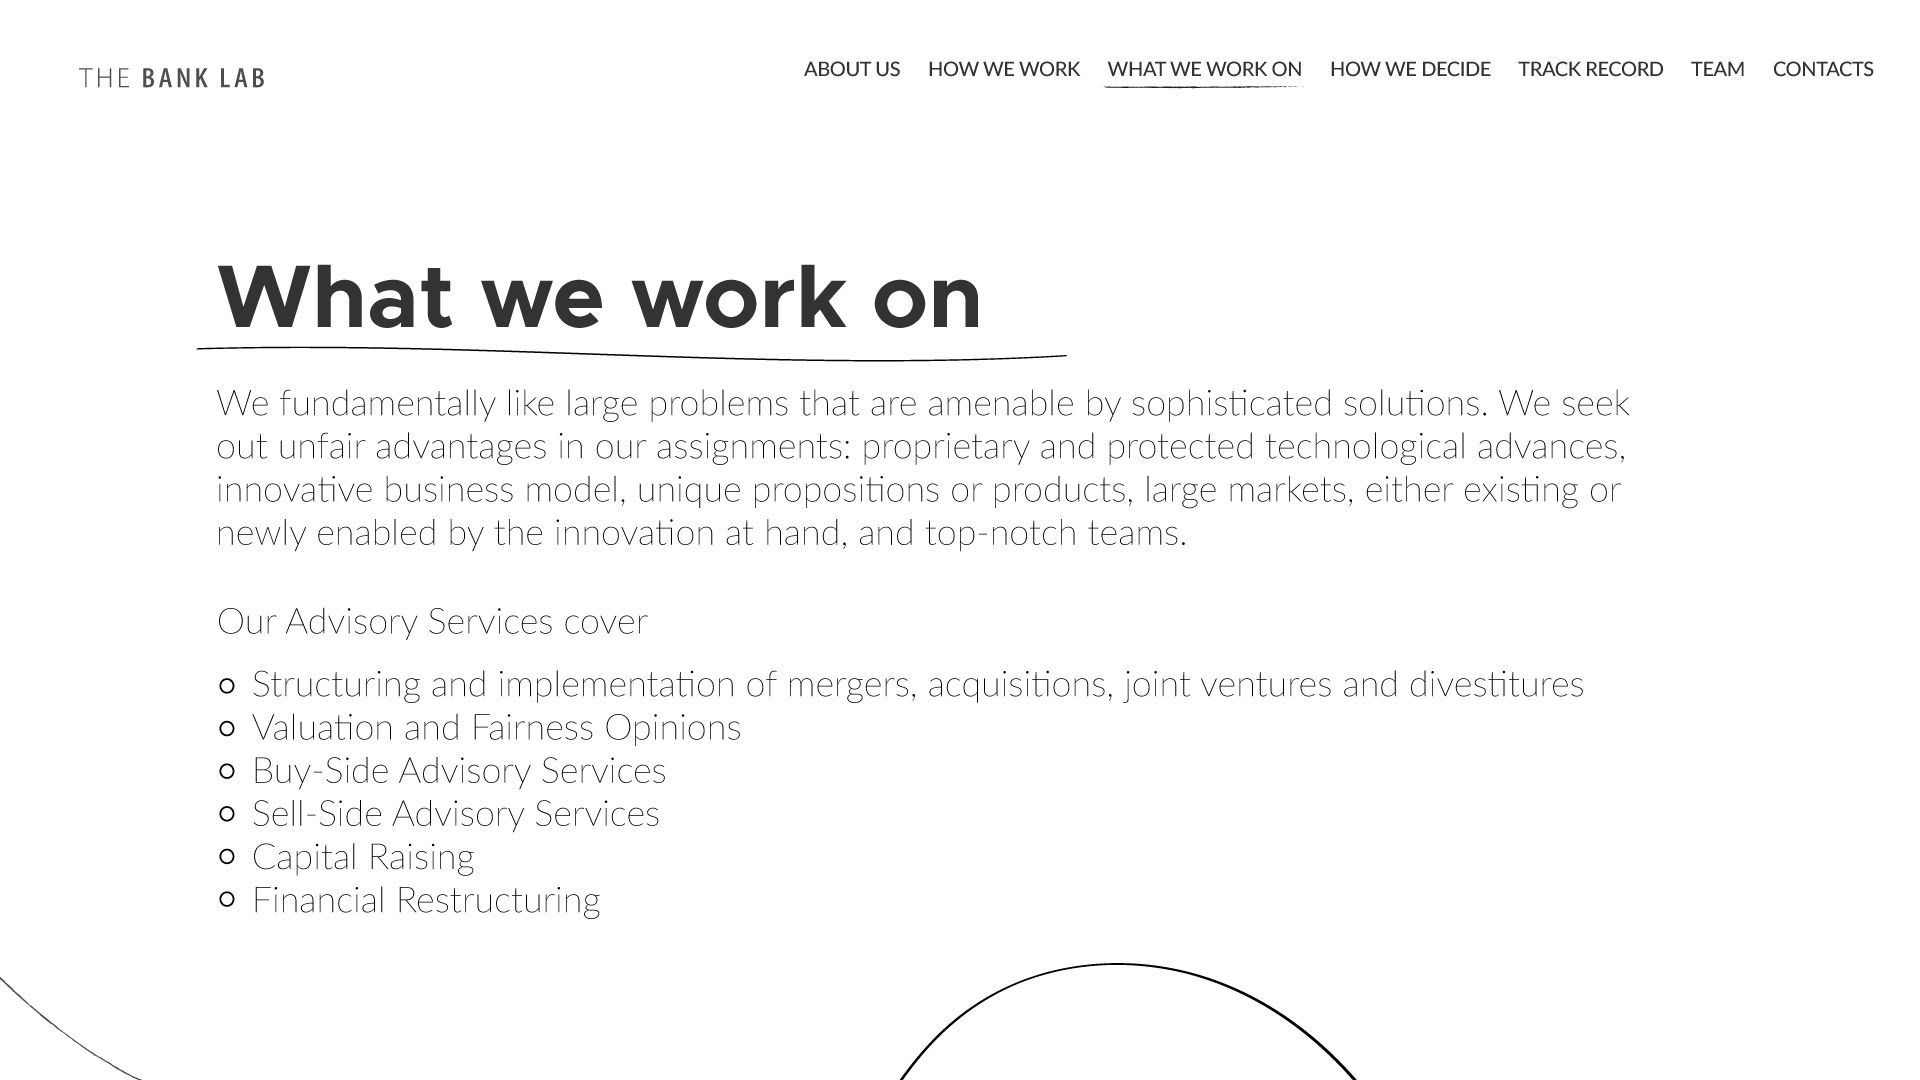 THE BANK LAB
ABOUT US HOW WE WORK WHAT WE WORK ON HOW WE DECIDE TRACK RECORD TEAM CONTACTS
What we work on
We fundamentally like large problems that are amenable by sophisticated solutions. We seek
out unfair advantages in our assignments: proprietary and protected technological advances,
innovative business model, unique propositions or products, large markets, either existing or
newly enabled by the innovation at hand, and top-notch teams.
Our Advisory Services cover
Structuring and implementation of mergers, acquisitions, joint ventures and divestitures
Valuation and Fairness Opinions
Buy-Side Advisory Services
Sell-Side Advisory Services
Capital Raising
Financial Restructuring